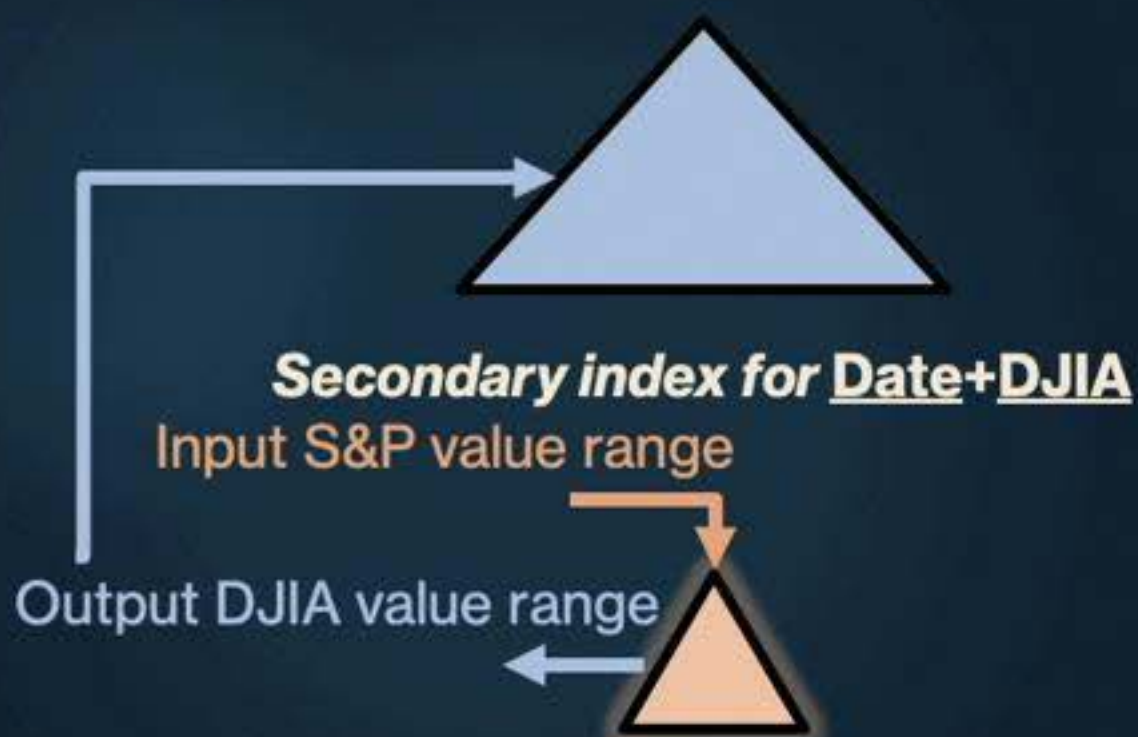 Secondary index for Date+DJIA
Input S&P value range
Output DJIA value range